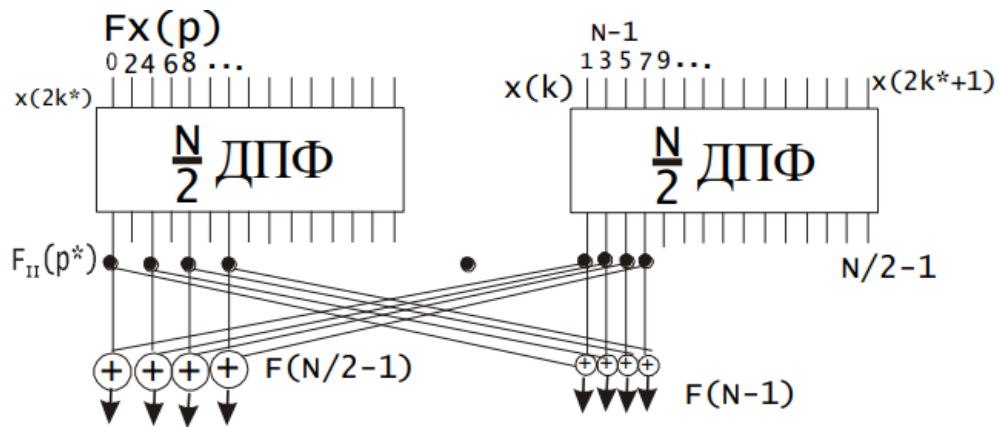 Fx(p)
0 2 4 6 8 ...
x(2k*)
N/2 ДПФ
N-1
1 3 5 7 9 ...
x(k)
x(2k*+1)
N/2 ДПФ
F_II(p*)
N/2-1
+ + + +
F(N/2-1)
+ + + +
F(N-1)